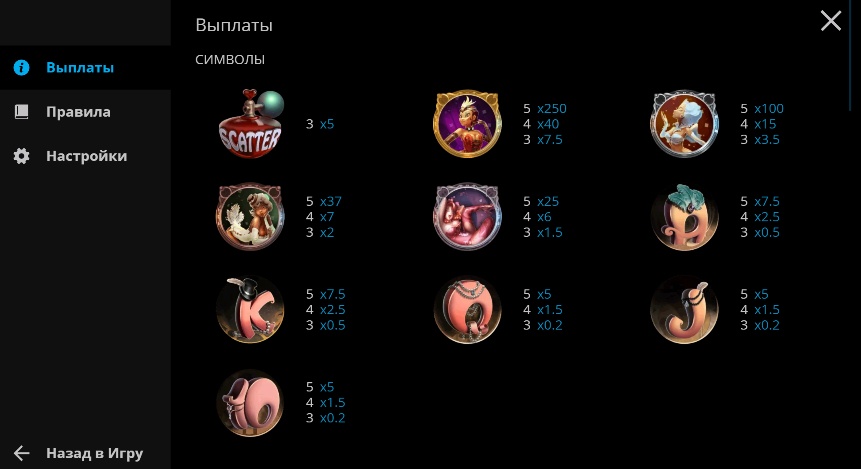 Выплаты
Выплаты
Правила
Настройки
Назад в Игру
СИМВОЛЫ
SCATTER
3 x5
5 x250
4 x40
3 x7.5
5 x100
4 x15
3 x3.5
5 x37
4 x7
3 x2
5 x25
4 x6
3 x1.5
A
5 x7.5
4 x2.5
3 x0.5
K
5 x7.5
4 x2.5
3 x0.5
Q
5 x5
4 x1.5
3 x0.2
J
5 x5
4 x1.5
3 x0.2
10
5 x5
4 x1.5
3 x0.2